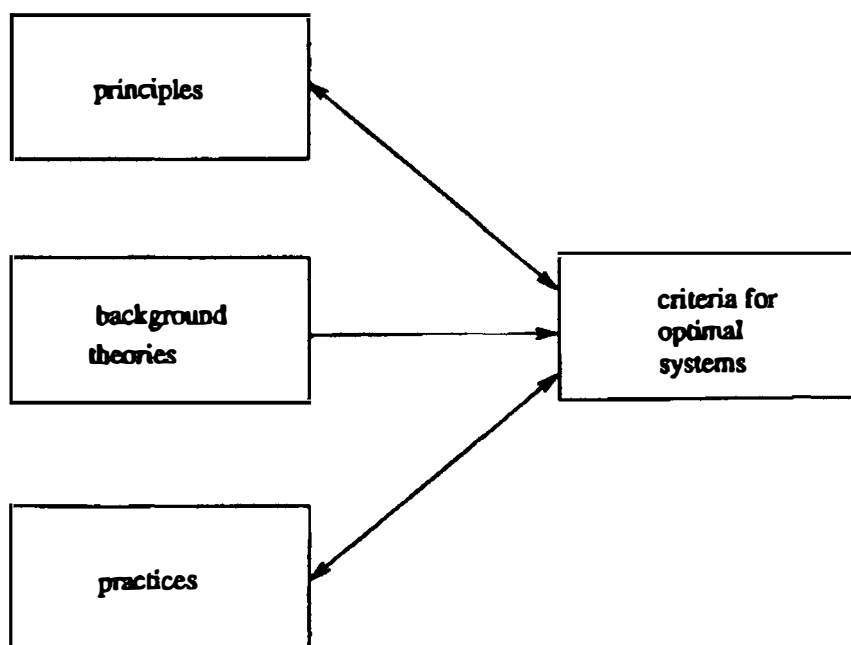 principles
background
theories
criteria for
optimal
systems
practices